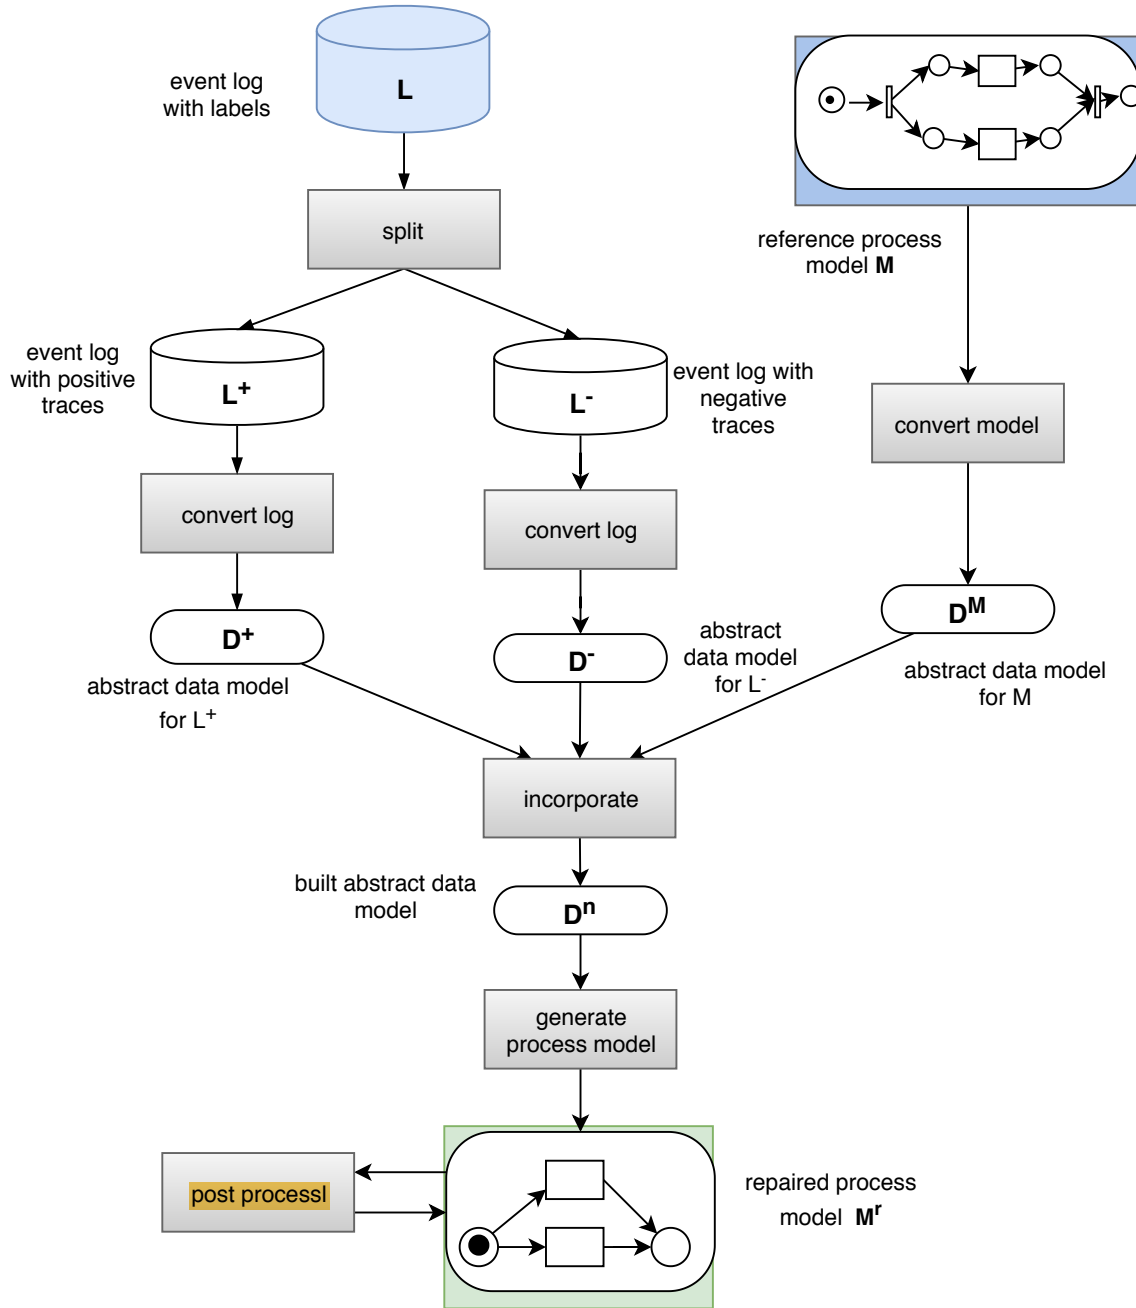 event log
with labels
L
split
reference process
model M
event log
with positive
traces
L+
L-
event log with
negative
traces
convert model
convert log
convert log
D+
abstract data model
for L+
D-
abstract
data model
for L-
DM
abstract data model
for M
incorporate
built abstract data
model
Dn
generate
process model
post processl
repaired process
model Mr